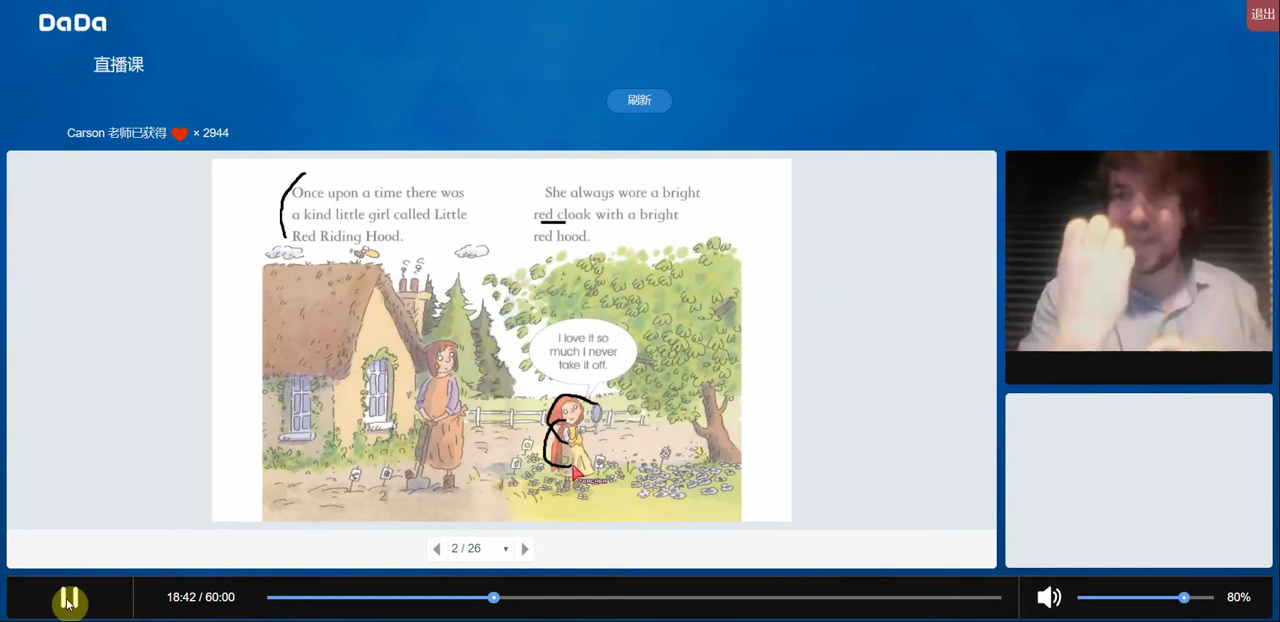 DaDa
退出
直播课
刷新
Carson 老师已获得 × 2944
Once upon a time there was
a kind little girl called Little
Red Riding Hood.
She always wore a bright
red cloak with a bright
red hood.
I love it so
much I never
take it off.
TEACHER
2
2 / 26
18:42 / 60:00
80%